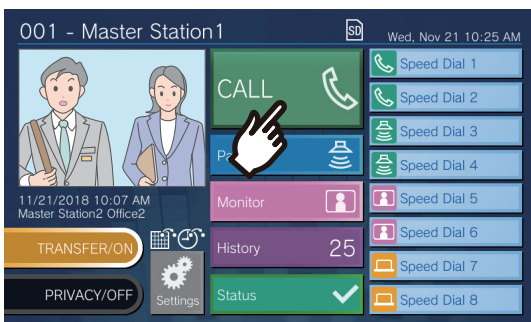 001 - Master Station1
SD
Wed, Nov 21 10:25 AM
CALL
Monitor
History 25
Status
11/21/2018 10:07 AM
Master Station2 Office2
TRANSFER/ON
PRIVACY/OFF
Settings
Speed Dial 1
Speed Dial 2
Speed Dial 3
Speed Dial 4
Speed Dial 5
Speed Dial 6
Speed Dial 7
Speed Dial 8